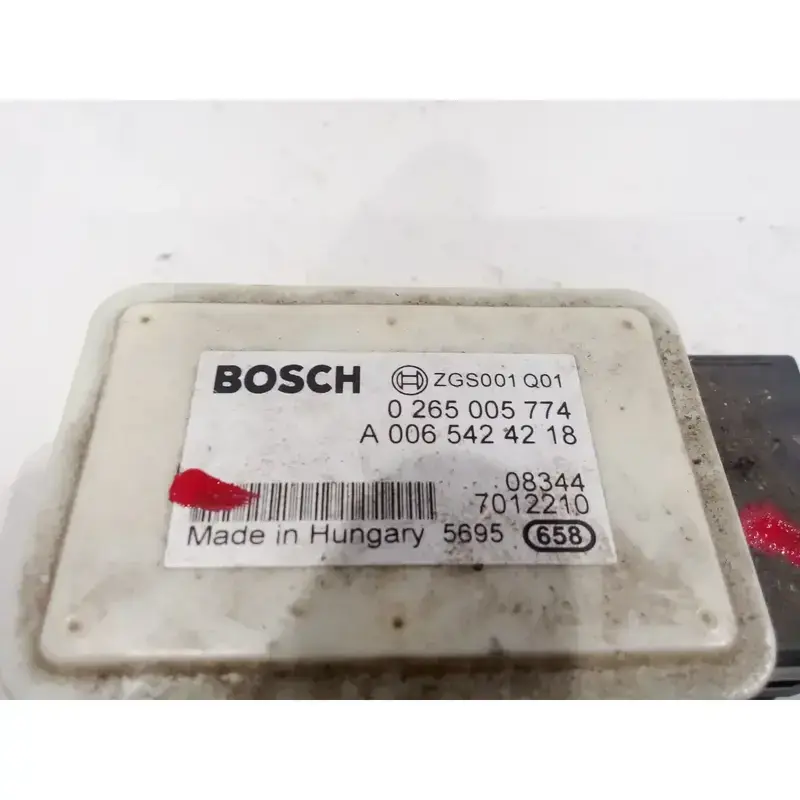 BOSCH ZGS001 Q01
0 265 005 774
A 006 542 42 18
08344
7012210
Made in Hungary 5695 658